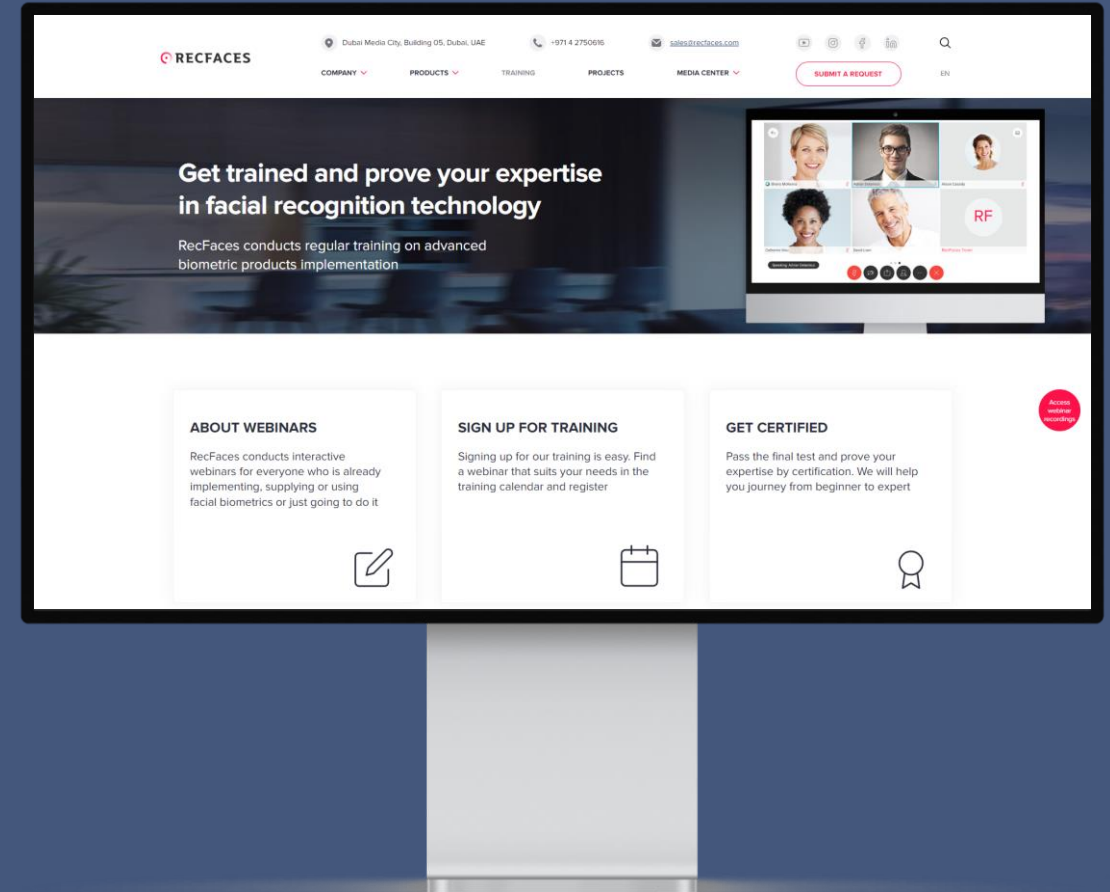 RECFACES
Dubai Media City, Building 05, Dubai, UAE
+971 4 2750616
sales@recfaces.com
COMPANY
PRODUCTS
TRAINING
PROJECTS
MEDIA CENTER
SUBMIT A REQUEST
EN
Get trained and prove your expertise
in facial recognition technology
RecFaces conducts regular training on advanced
biometric products implementation
RF
Access
webinar
recordings
ABOUT WEBINARS
RecFaces conducts interactive
webinars for everyone who is already
implementing, supplying or using
facial biometrics or just going to do it
SIGN UP FOR TRAINING
Signing up for our training is easy. Find
a webinar that suits your needs in the
training calendar and register
GET CERTIFIED
Pass the final test and prove your
expertise by certification. We will help
you journey from beginner to expert